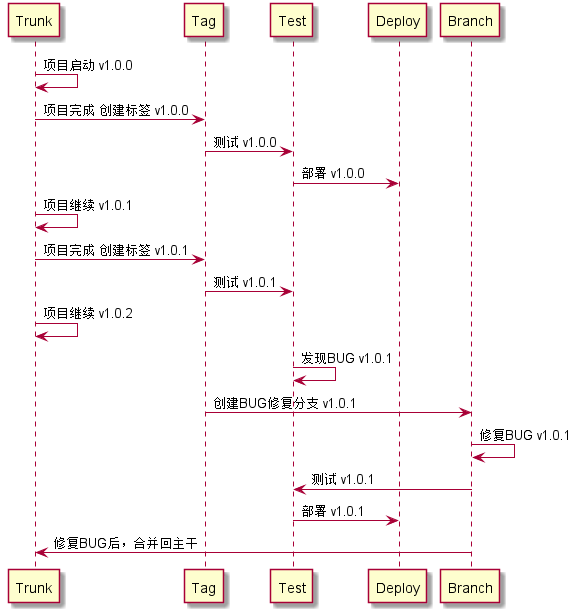 Trunk Tag Test Deploy Branch
项目启动 v1.0.0
项目完成 创建标签 v1.0.0
测试 v1.0.0
部署 v1.0.0
项目继续 v1.0.1
项目完成 创建标签 v1.0.1
测试 v1.0.1
项目继续 v1.0.2
发现BUG v1.0.1
创建BUG修复分支 v1.0.1
修复BUG v1.0.1
测试 v1.0.1
部署 v1.0.1
修复BUG后，合并回主干
Trunk Tag Test Deploy Branch